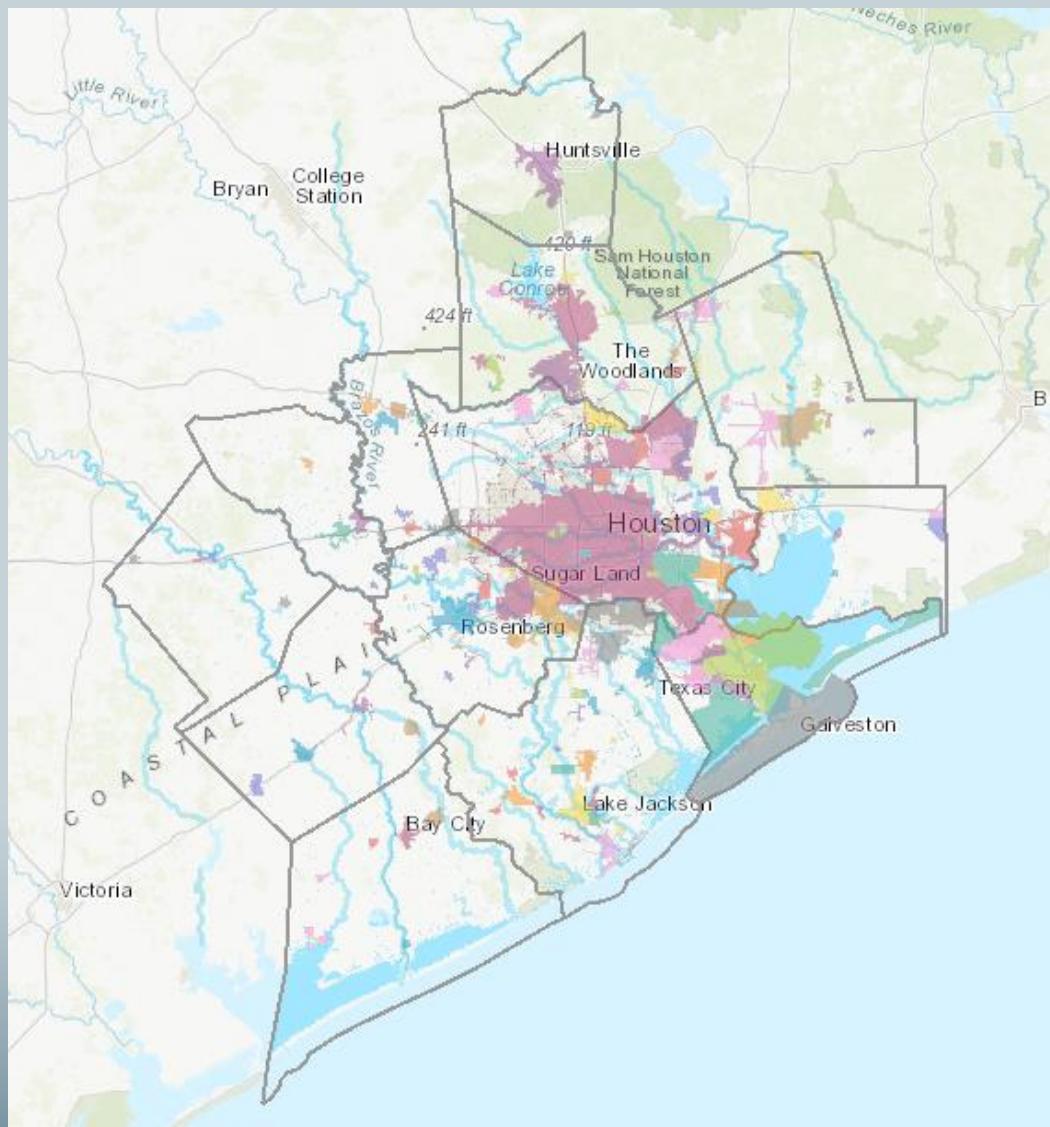 Neches River
Little River
Huntsville
Bryan
College
Station
420 ft
Sam Houston
National
Forest
Lake
Conroe
424 ft
The
Woodlands
B
Brazos River
241 ft
119 ft
Houston
Sugar Land
Rosenberg
Texas City
Galveston
COASTAL PLAIN
Lake Jackson
Bay City
Victoria